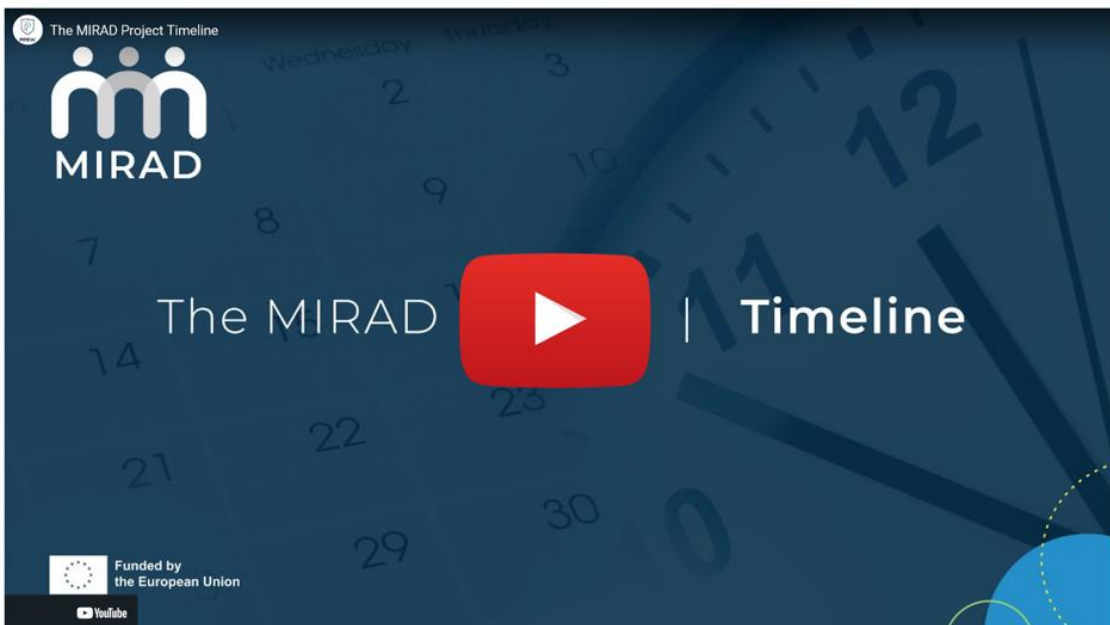 The MIRAD Project Timeline
MIRAD
Wednesday
Thursday
1 2 3
7 8 9 10
12
11
The MIRAD | Timeline
14
21 22 23
29 30
10
Funded by
the European Union
YouTube